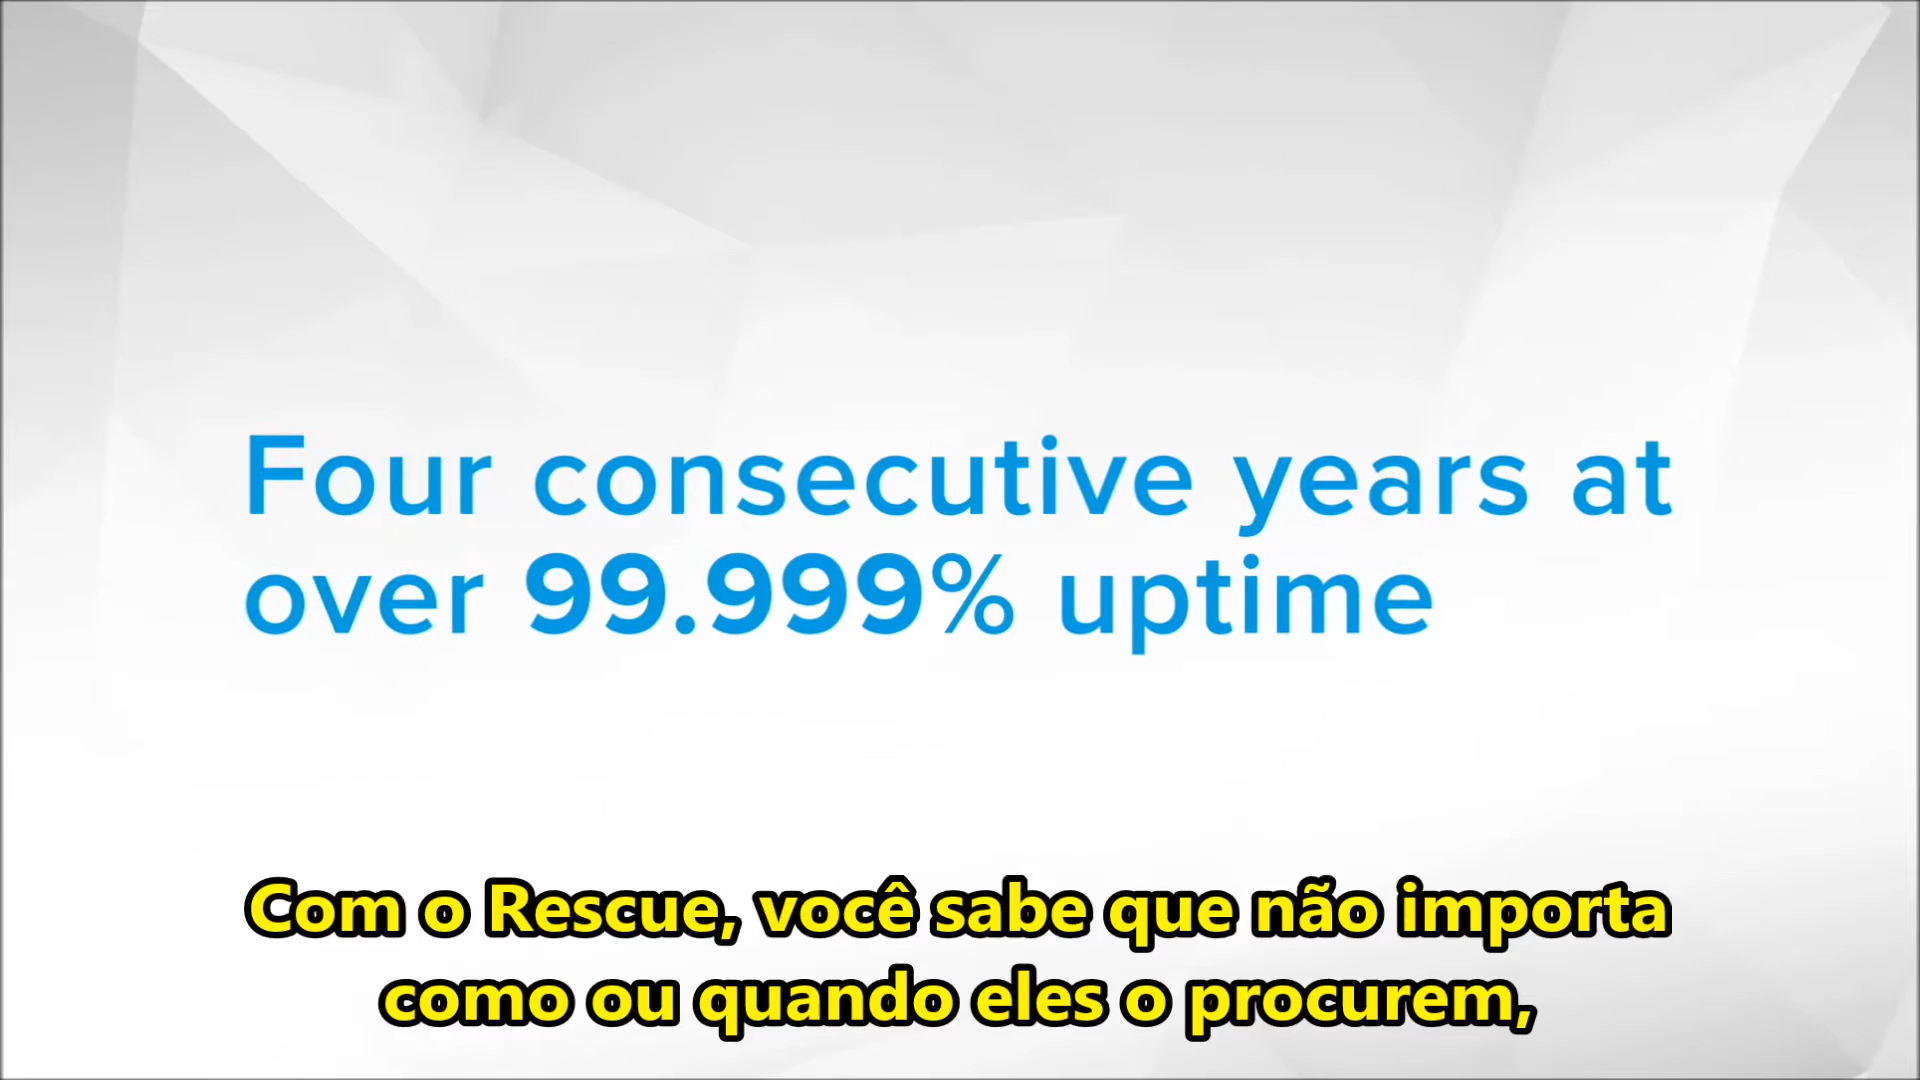 Four consecutive years at
over 99.999% uptime
Com o Rescue, você sabe que não importa
como ou quando eles o procurem,